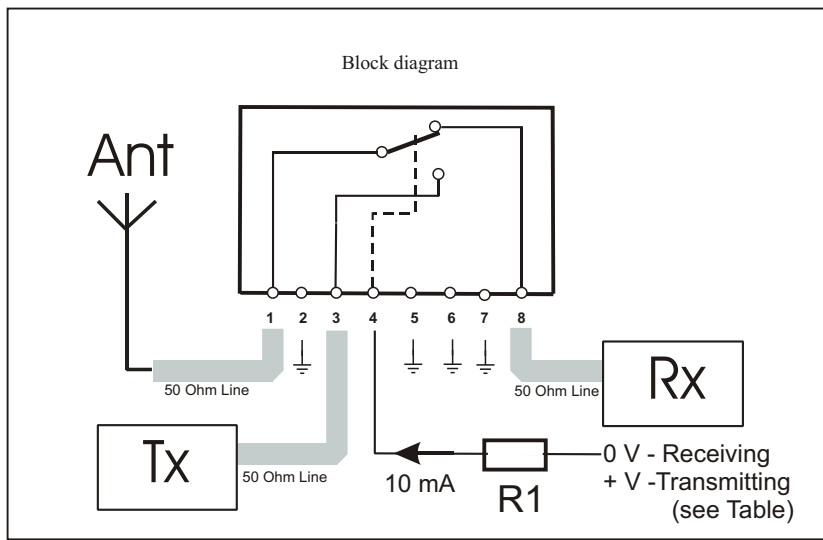 Block diagram
Ant
1 2 3 4 5 6 7 8
50 Ohm Line
50 Ohm Line
Rx
Tx
50 Ohm Line
10 mA
R1
0 V - Receiving
+ V -Transmitting
(see Table)